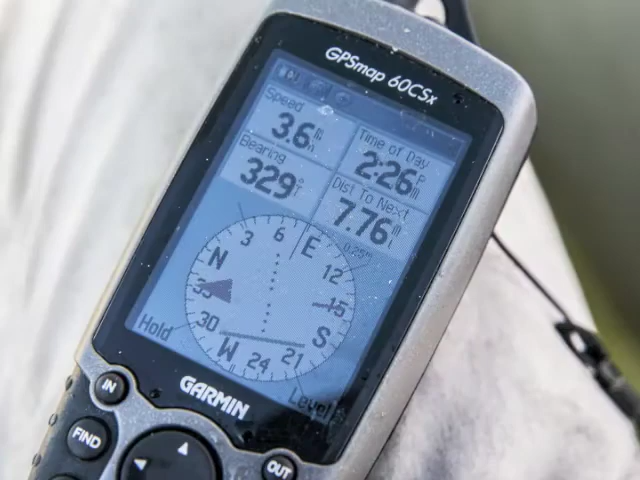 GPSmap 60CSx
Speed
3.6
Time of Day
2:26 P M
Bearing
329
Dist To Next
7.76
N 3 6 E 12 15 S 21 24 W 30 33
Hold
Level
GARMIN
IN
FIND
OUT